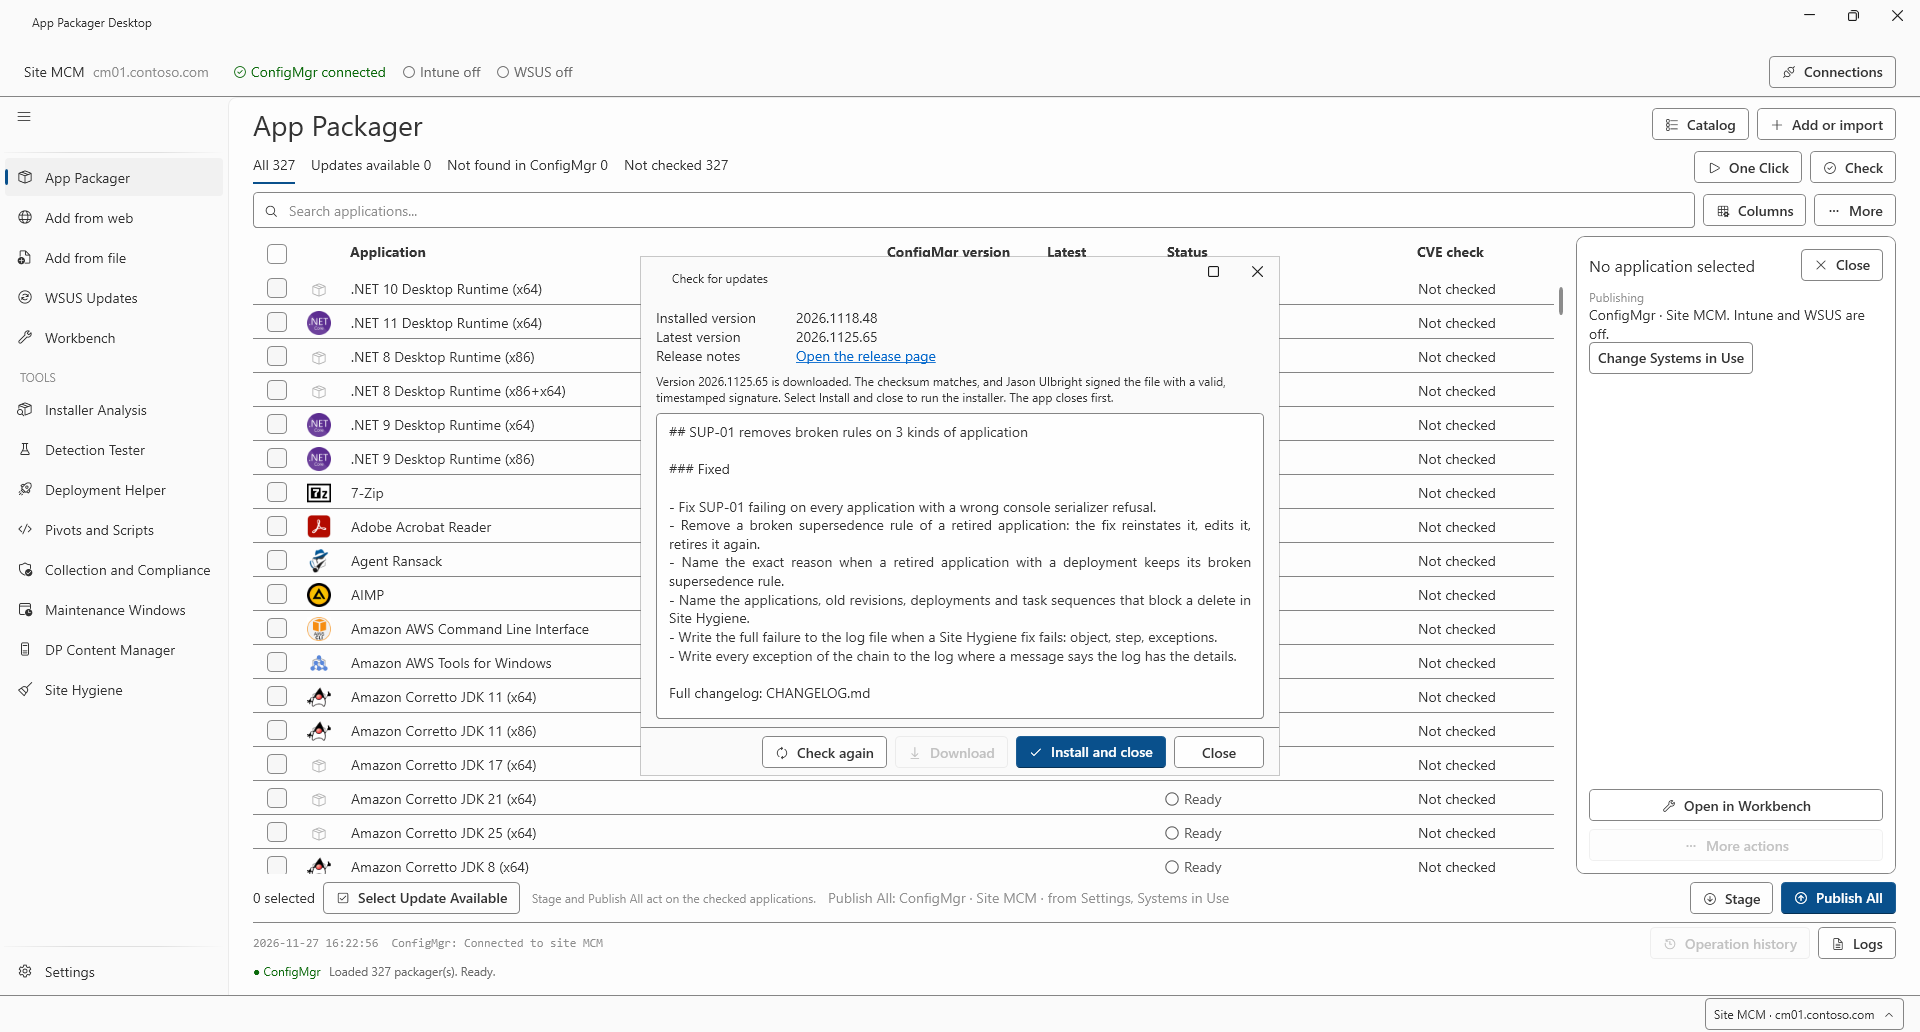 App Packager Desktop
Site MCM cm01.contoso.com ConfigMgr connected Intune off WSUS off
Connections
App Packager
Add from web
Add from file
WSUS Updates
Workbench
TOOLS
Installer Analysis
Detection Tester
Deployment Helper
Pivots and Scripts
Collection and Compliance
Maintenance Windows
DP Content Manager
Site Hygiene
Settings
App Packager
Catalog
Add or import
All 327 Updates available 0 Not found in ConfigMgr 0 Not checked 327
One Click
Check
Search applications...
Columns
More
Application ConfigMgr version Latest Status CVE check
.NET 10 Desktop Runtime (x64) Not checked
.NET 11 Desktop Runtime (x64) Not checked
.NET 8 Desktop Runtime (x86) Not checked
.NET 8 Desktop Runtime (x86+x64) Not checked
.NET 9 Desktop Runtime (x64) Not checked
.NET 9 Desktop Runtime (x86) Not checked
7-Zip Not checked
Adobe Acrobat Reader Not checked
Agent Ransack Not checked
AIMP Not checked
Amazon AWS Command Line Interface Not checked
Amazon AWS Tools for Windows Not checked
Amazon Corretto JDK 11 (x64) Not checked
Amazon Corretto JDK 11 (x86) Not checked
Amazon Corretto JDK 17 (x64) Not checked
Amazon Corretto JDK 21 (x64) Ready Not checked
Amazon Corretto JDK 25 (x64) Ready Not checked
Amazon Corretto JDK 8 (x64) Ready Not checked
Check for updates
Installed version 2026.1118.48
Latest version 2026.1125.65
Release notes Open the release page
Version 2026.1125.65 is downloaded. The checksum matches, and Jason Ulbright signed the file with a valid,
timestamped signature. Select Install and close to run the installer. The app closes first.
## SUP-01 removes broken rules on 3 kinds of application
### Fixed
- Fix SUP-01 failing on every application with a wrong console serializer refusal.
- Remove a broken supersedence rule of a retired application: the fix reinstates it, edits it,
retires it again.
- Name the exact reason when a retired application with a deployment keeps its broken
supersedence rule.
- Name the applications, old revisions, deployments and task sequences that block a delete in
Site Hygiene.
- Write the full failure to the log file when a Site Hygiene fix fails: object, step, exceptions.
- Write every exception of the chain to the log where a message says the log has the details.
Full changelog: CHANGELOG.md
Check again
Download
Install and close
Close
No application selected
Close
Publishing
ConfigMgr · Site MCM. Intune and WSUS are
off.
Change Systems in Use
Open in Workbench
More actions
0 selected
Select Update Available
Stage and Publish All act on the checked applications. Publish All: ConfigMgr · Site MCM · from Settings, Systems in Use
Stage
Publish All
2026-11-27 16:22:56 ConfigMgr: Connected to site MCM
Operation history
Logs
ConfigMgr Loaded 327 packager(s). Ready.
Site MCM · cm01.contoso.com